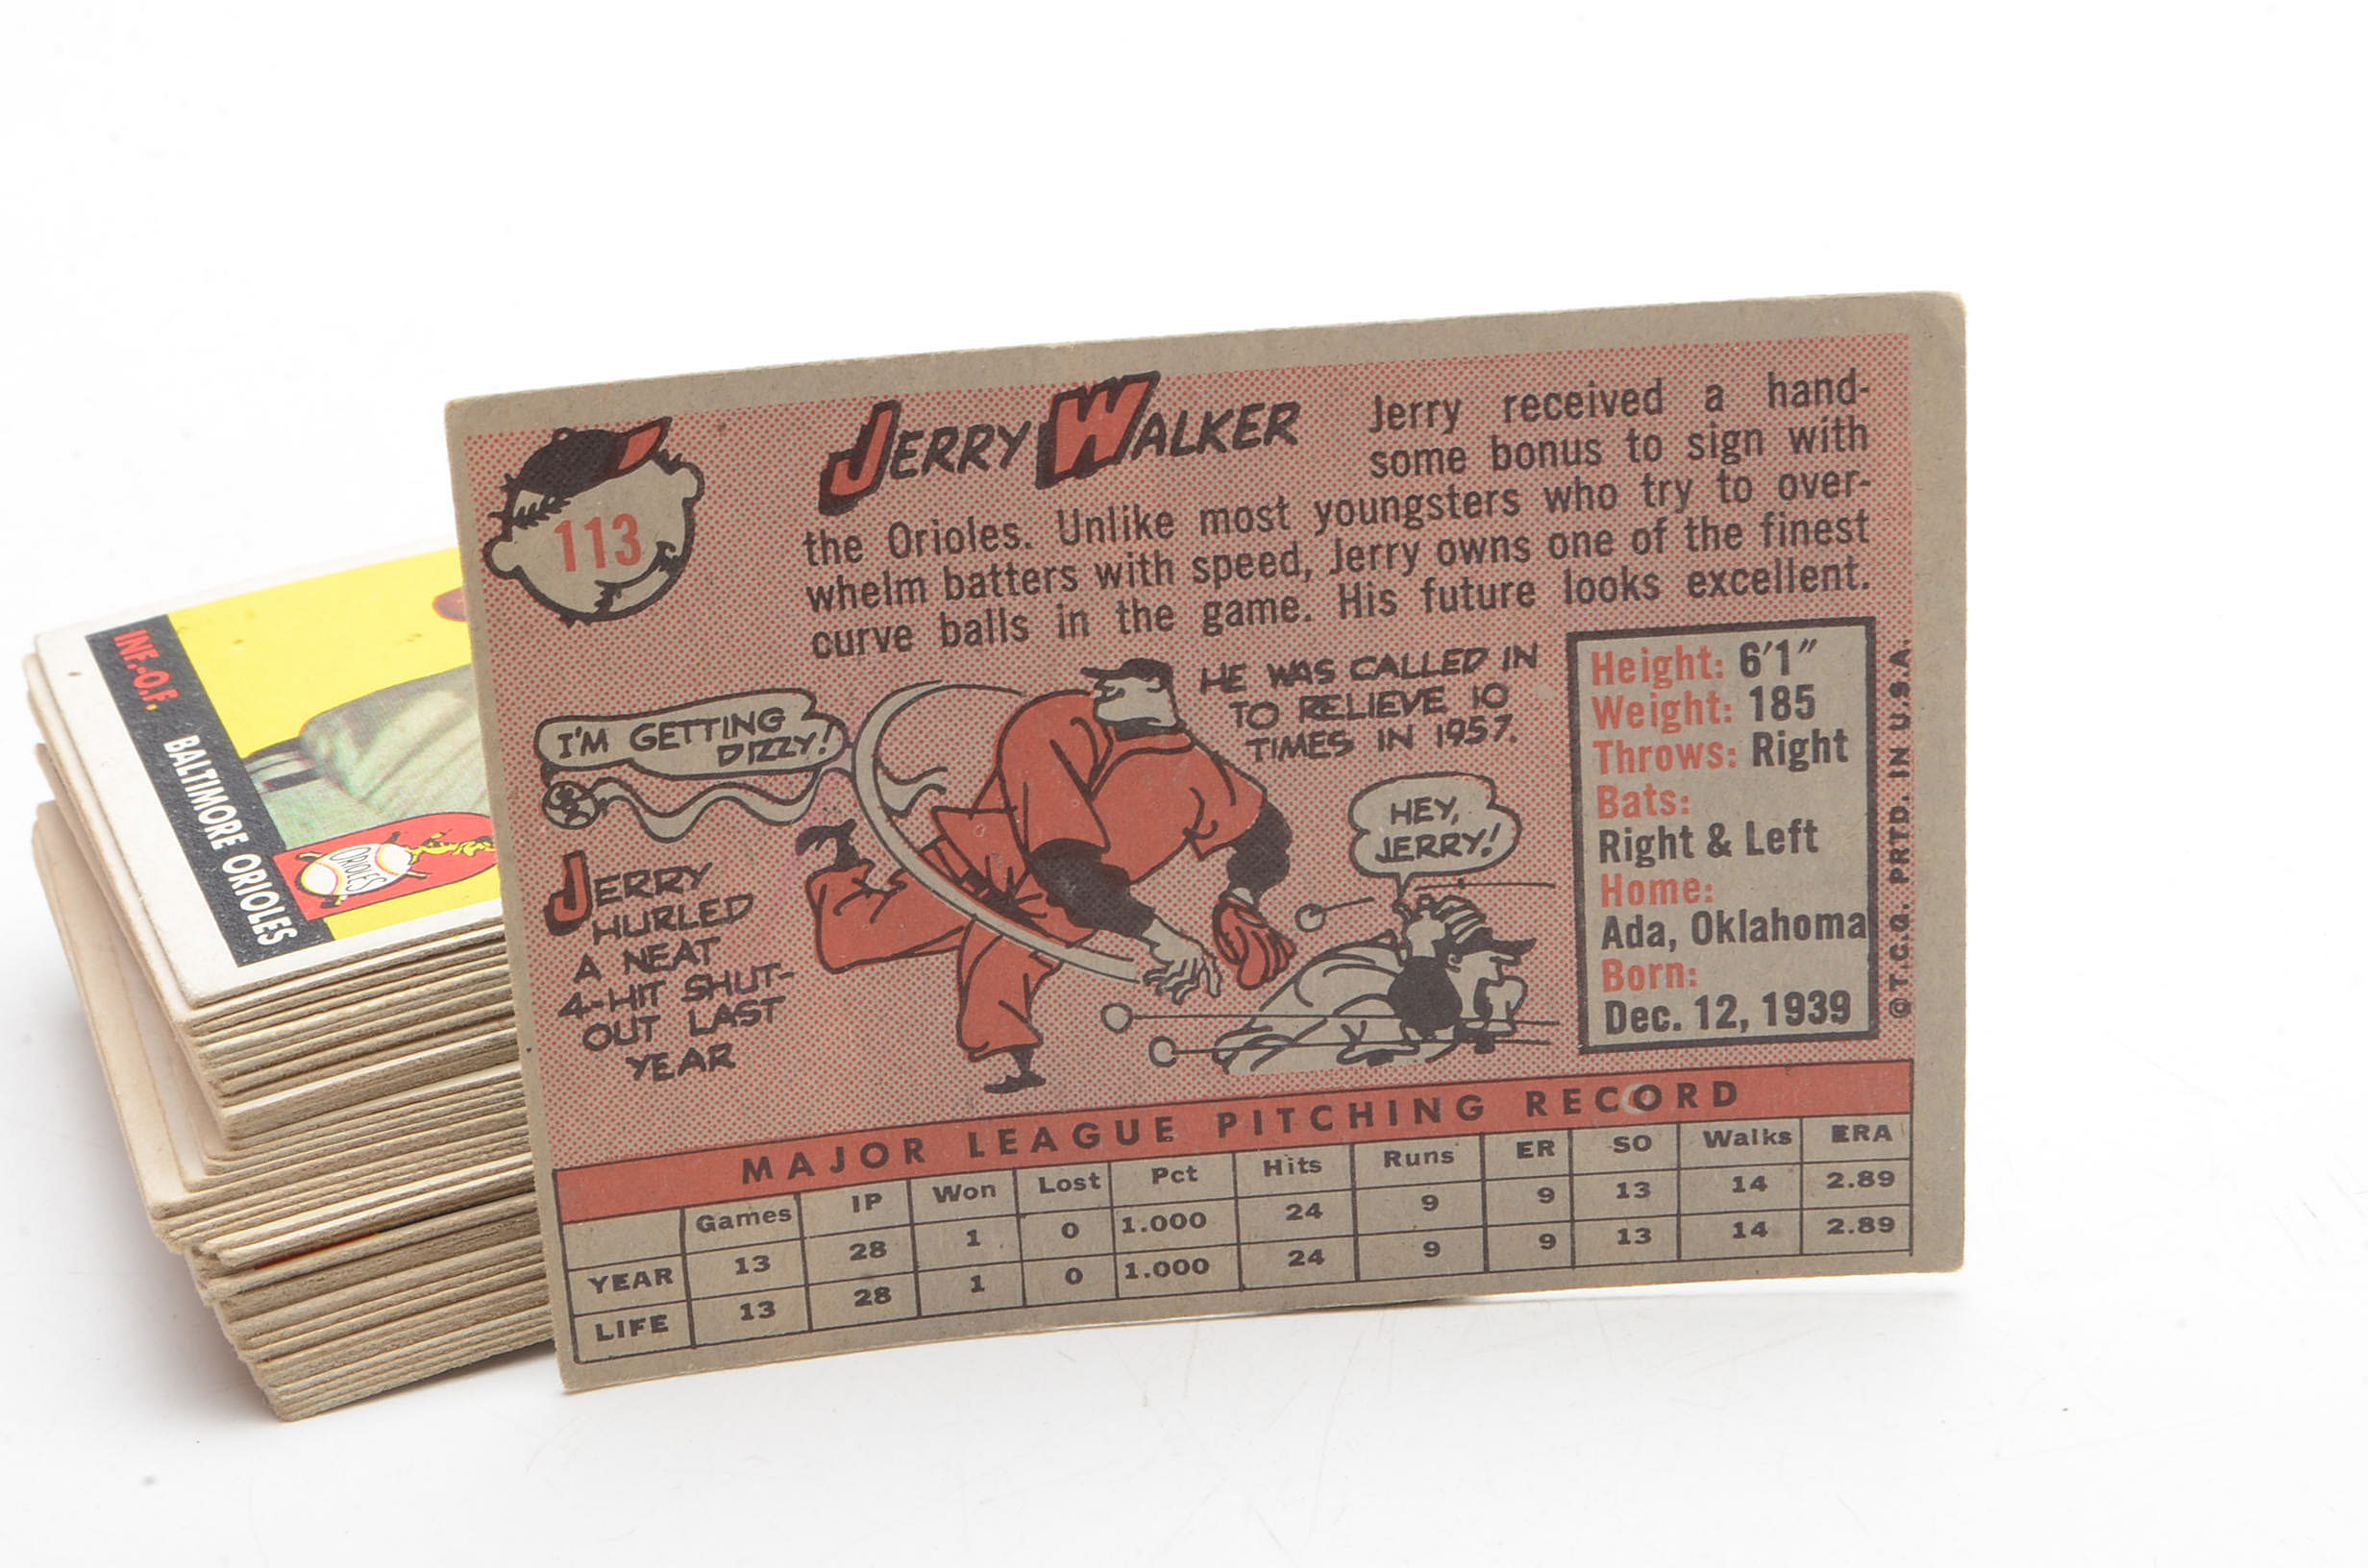 113
JERRY WALKER
Jerry received a hand-
some bonus to sign with
the Orioles. Unlike most youngsters who try to over-
whelm batters with speed, Jerry owns one of the finest
curve balls in the game. His future looks excellent.
I'M GETTING
DIZZY!
HE WAS CALLED IN
TO RELIEVE 10
TIMES IN 1957.
HEY,
JERRY!
JERRY
HURLED
A NEAT
4-HIT SHUT-
OUT LAST
YEAR
Height: 6'1"
Weight: 185
Throws: Right
Bats:
Right & Left
Home:
Ada, Oklahoma
Born:
Dec. 12, 1939
©T.C.G. PRTD. IN U.S.A.
MAJOR LEAGUE PITCHING RECORD
Games IP Won Lost Pct Hits Runs ER SO Walks ERA
YEAR 13 28 1 0 1.000 24 9 9 13 14 2.89
LIFE 13 28 1 0 1.000 24 9 9 13 14 2.89
INF.-O.F. BALTIMORE ORIOLES
ORIOLES